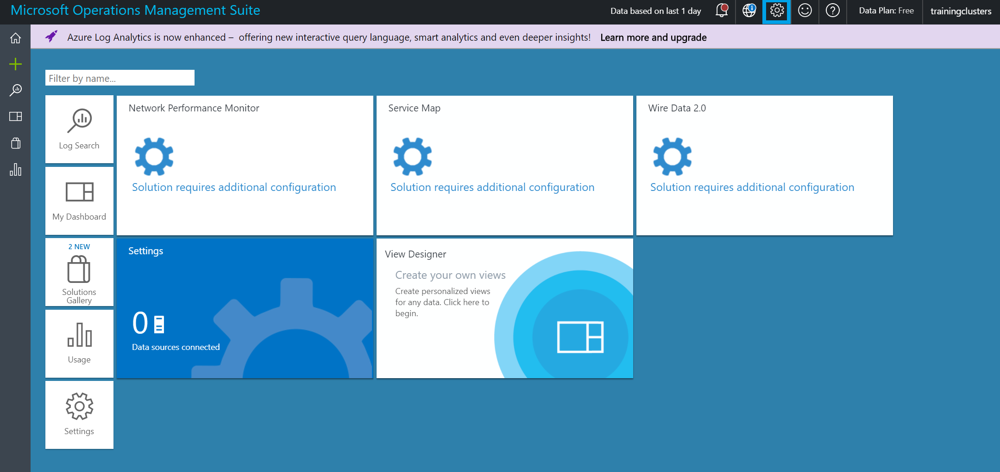 Microsoft Operations Management Suite
Data based on last 1 day
Data Plan: Free
trainingclusters
Azure Log Analytics is now enhanced – offering new interactive query language, smart analytics and even deeper insights! Learn more and upgrade
Filter by name...
Log Search
My Dashboard
2 NEW
Solutions
Gallery
Usage
Settings
Network Performance Monitor
Solution requires additional configuration
Service Map
Solution requires additional configuration
Wire Data 2.0
Solution requires additional configuration
Settings
0
Data sources connected
View Designer
Create your own views
Create personalized views
for any data. Click here to
begin.